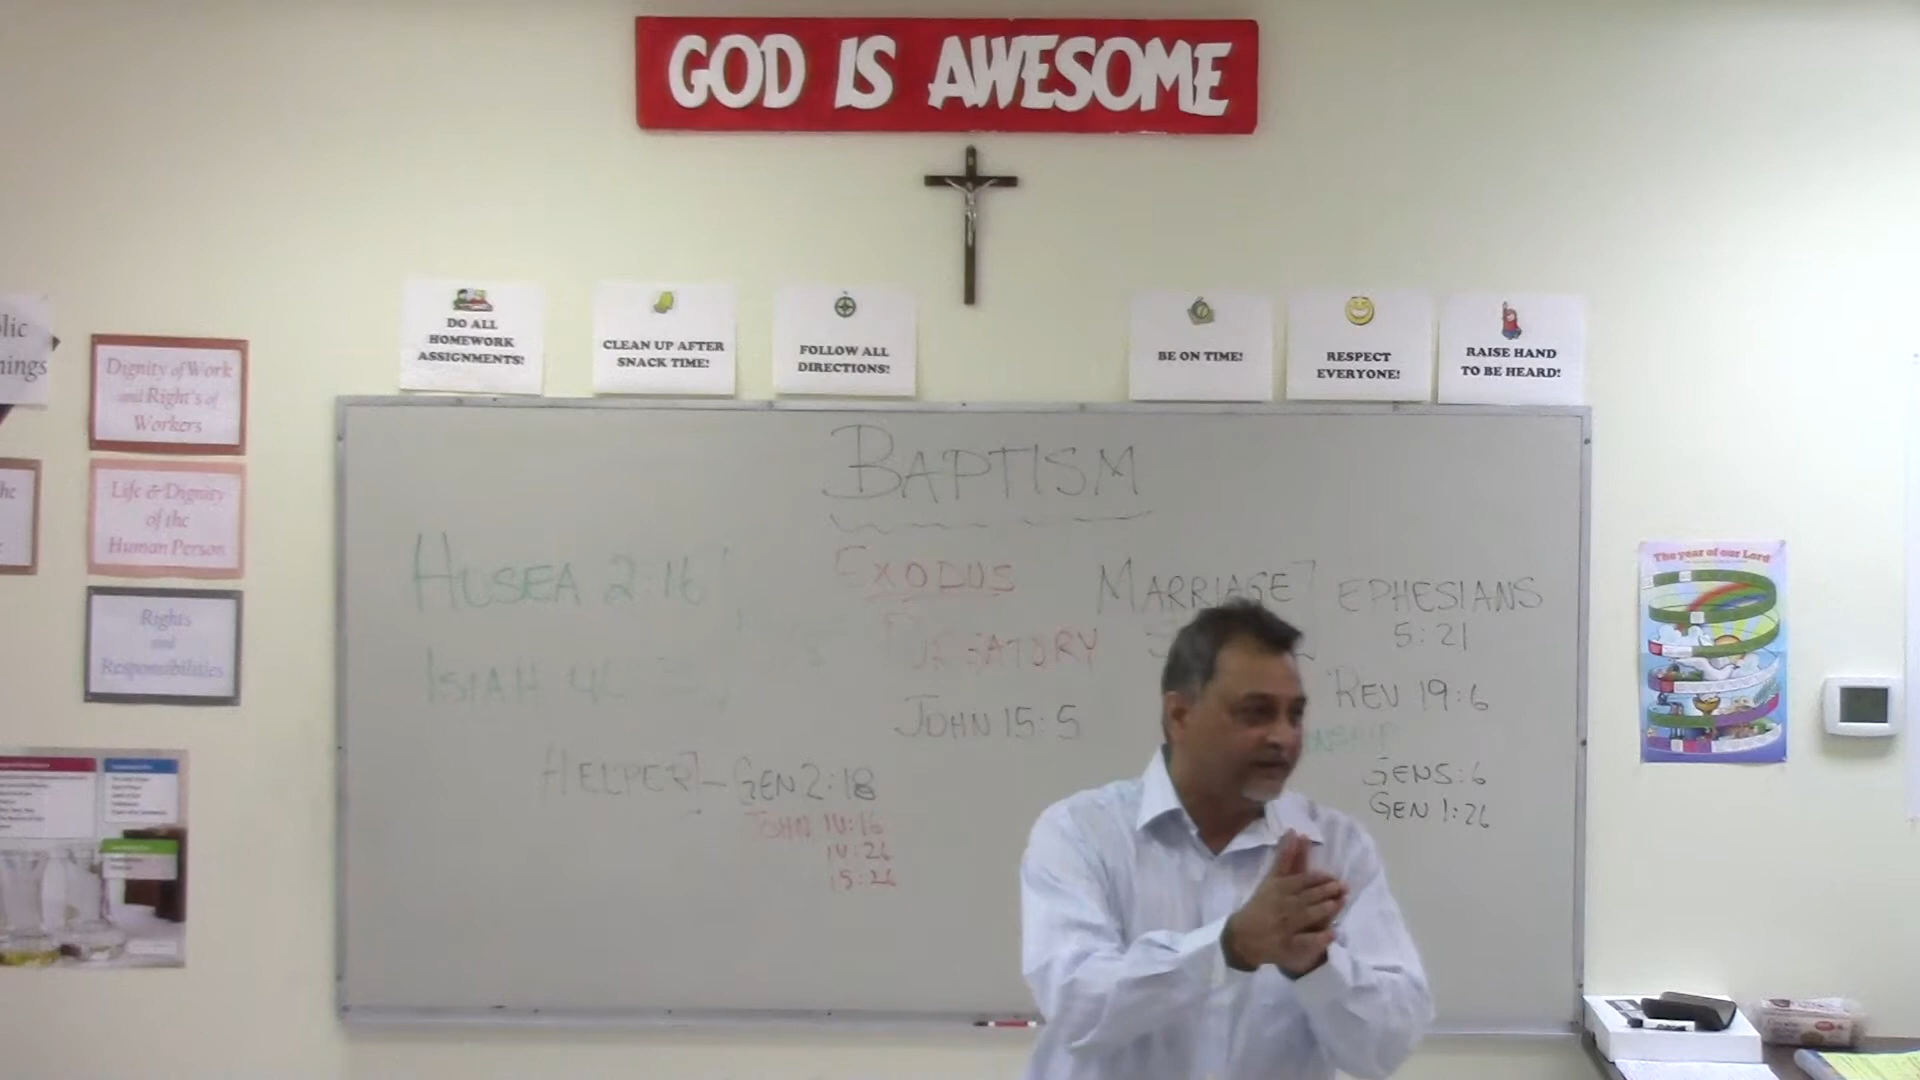 GOD IS AWESOME
DO ALL
HOMEWORK
ASSIGNMENTS!
CLEAN UP AFTER
SNACK TIME!
FOLLOW ALL
DIRECTIONS!
BE ON TIME!
RESPECT
EVERYONE!
RAISE HAND
TO BE HEARD!
Dignity of Work
and Right's of
Workers
Life & Dignity
of the
Human Person
Rights
and
Responsibilities
BAPTISM
HOSEA 2:16
ISIAH
EXODUS
JOHN 15:5
HELPER - GEN 2:18
JOHN 14:16
14:26
15:26
MARRIAGE
EPHESIANS
5:21
REV 19:6
GEN 5:6
GEN 1:26
The year of our Lord